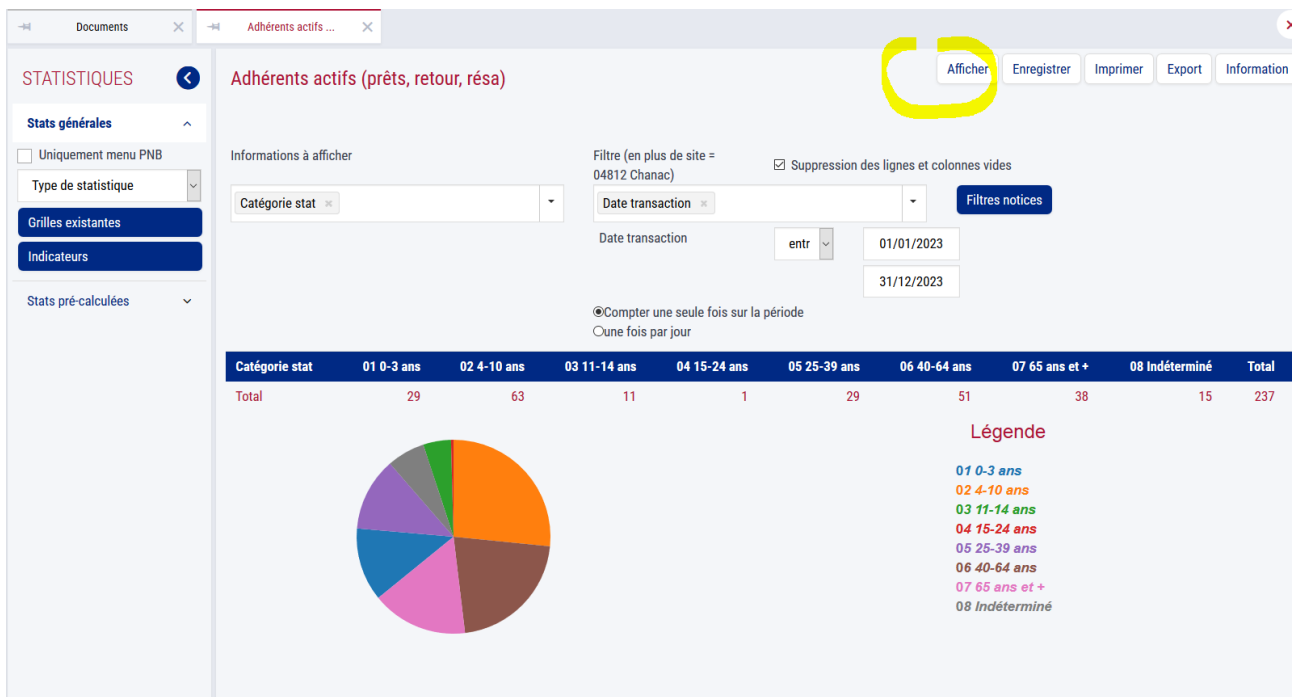 Documents
Adhérents actifs ...
STATISTIQUES
Stats générales
Uniquement menu PNB
Type de statistique
Grilles existantes
Indicateurs
Stats pré-calculées
Adhérents actifs (prêts, retour, résa)
Afficher Enregistrer Imprimer Export Information
Informations à afficher
Catégorie stat
Filtre (en plus de site =
04812 Chanac)
Suppression des lignes et colonnes vides
Date transaction
Filtres notices
Date transaction entr 01/01/2023
31/12/2023
Compter une seule fois sur la période
une fois par jour
Catégorie stat 01 0-3 ans 02 4-10 ans 03 11-14 ans 04 15-24 ans 05 25-39 ans 06 40-64 ans 07 65 ans et + 08 Indéterminé Total
Total 29 63 11 1 29 51 38 15 237
Légende
01 0-3 ans
02 4-10 ans
03 11-14 ans
04 15-24 ans
05 25-39 ans
06 40-64 ans
07 65 ans et +
08 Indéterminé